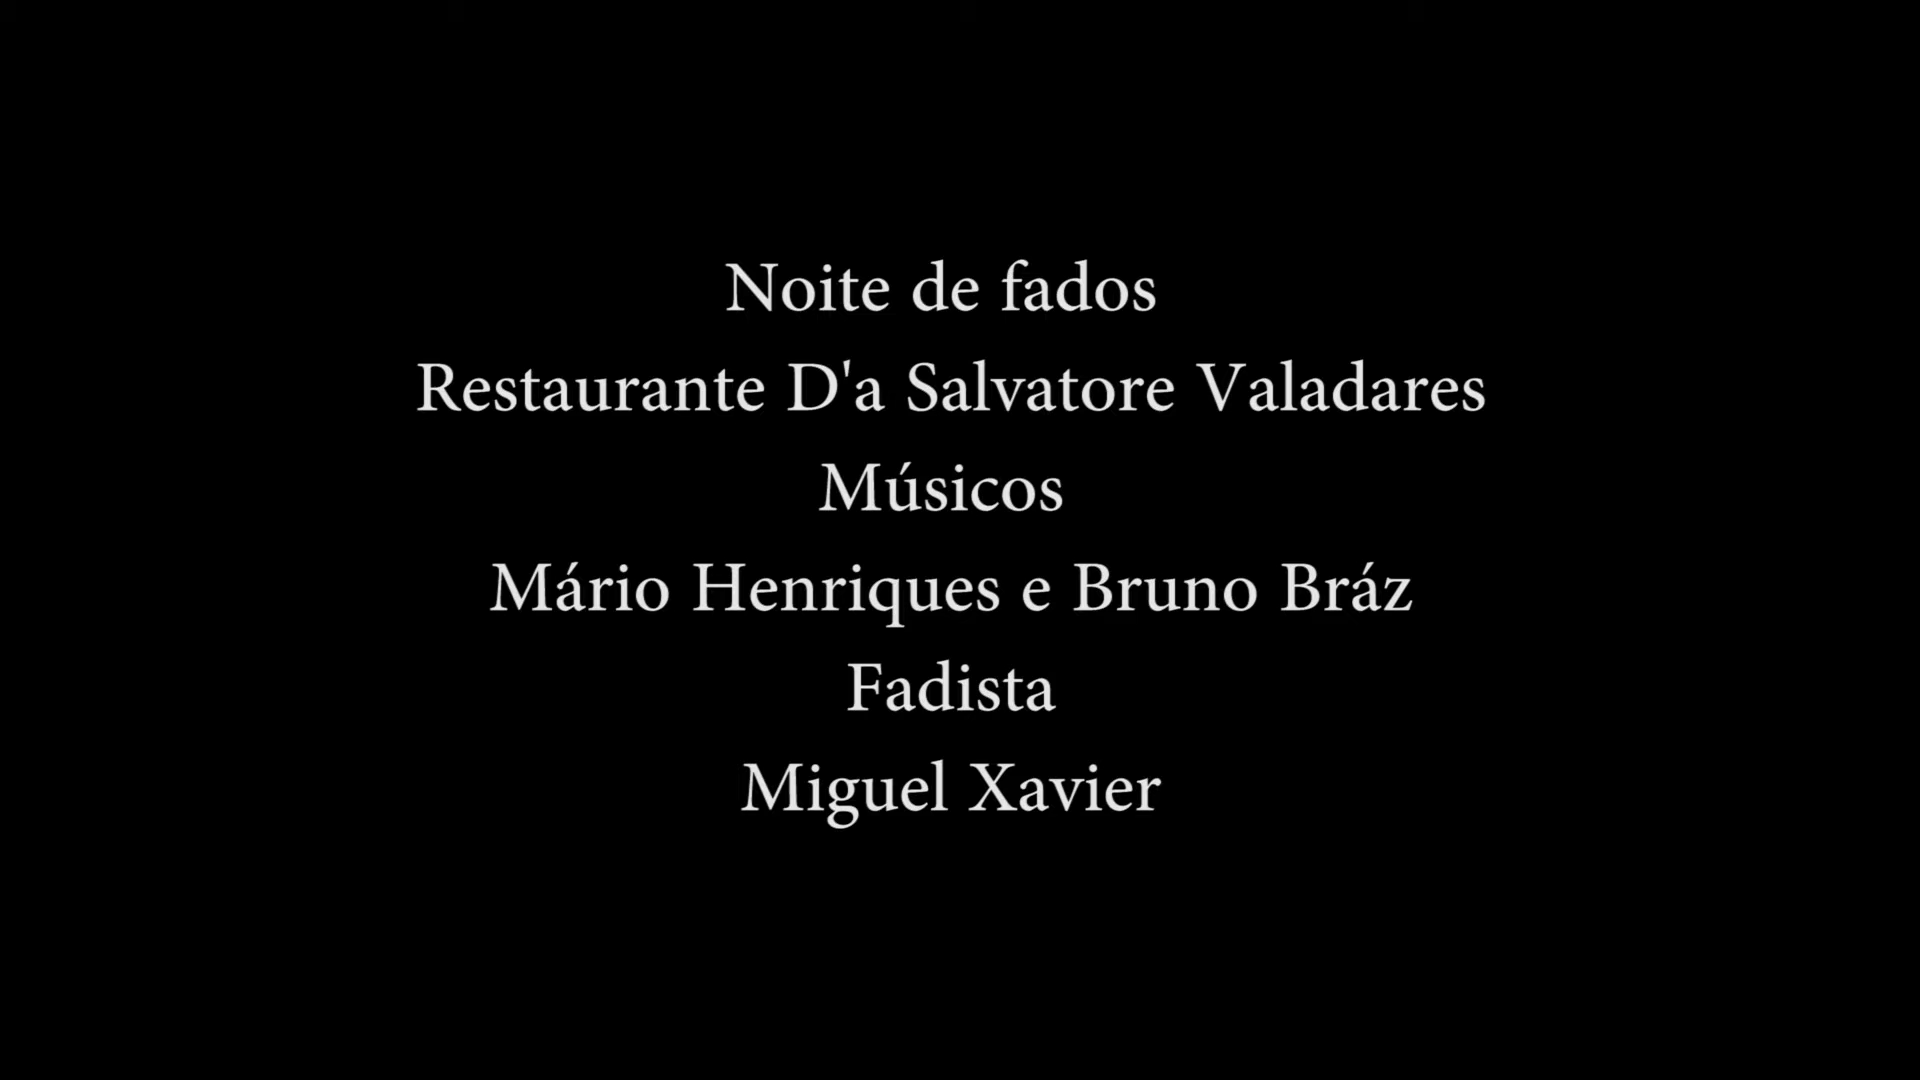 Noite de fados
Restaurante D'a Salvatore Valadares
Músicos
Mário Henriques e Bruno Bráz
Fadista
Miguel Xavier